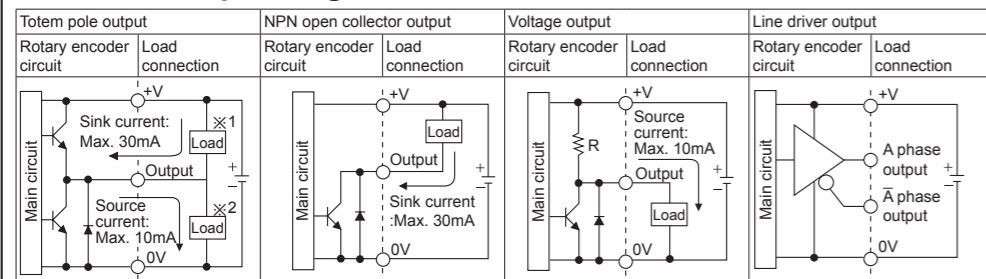 Totem pole output
NPN open collector output
Voltage output
Line driver output
Rotary encoder circuit
Load connection
Rotary encoder circuit
Load connection
Rotary encoder circuit
Load connection
Rotary encoder circuit
Load connection
Main circuit
+V
Sink current:
Max. 30mA
※1
Load
Output
Source
current:
Max. 10mA
※2
Load
0V
+
−
Main circuit
+V
Load
Output
Sink current
:Max. 30mA
0V
+
−
Main circuit
R
+V
Source
current:
Max. 10mA
Output
Load
0V
+
−
Main circuit
+V
A phase
output
A̅ phase
output
0V
+
−